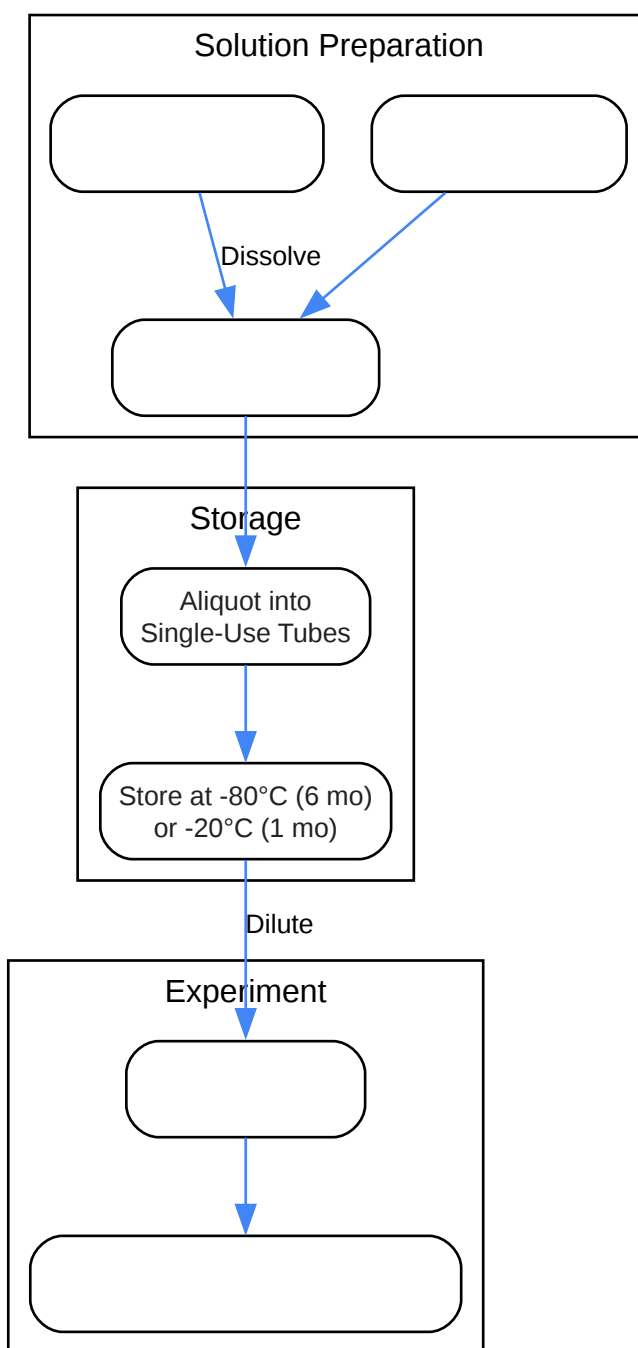 Solution Preparation
Dissolve
Storage
Aliquot into
Single-Use Tubes
Store at -80°C (6 mo)
or -20°C (1 mo)
Dilute
Experiment